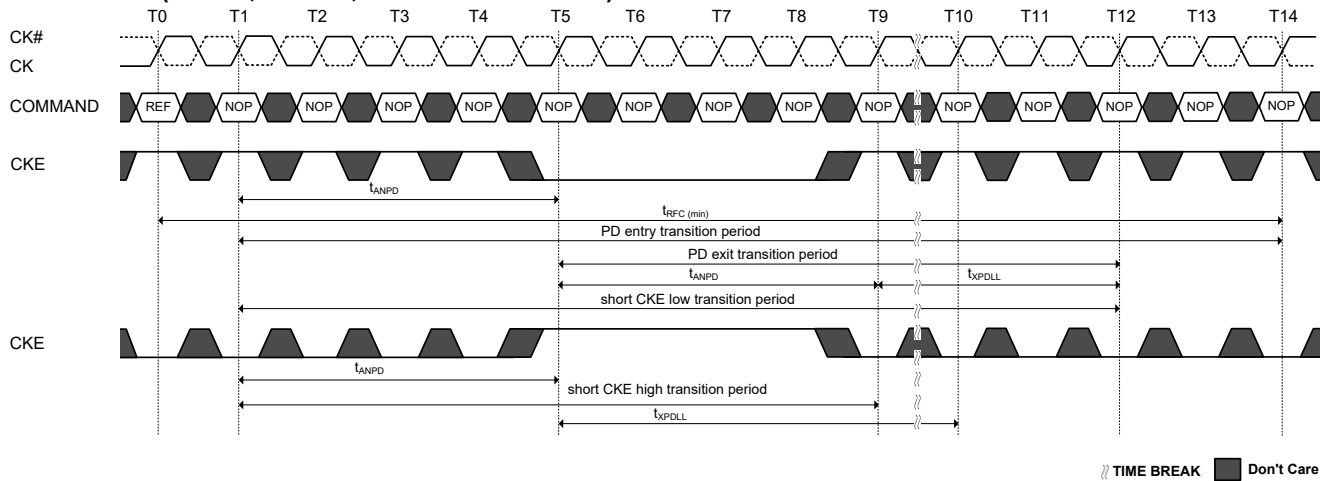 T0 T1 T2 T3 T4 T5 T6 T7 T8 T9 T10 T11 T12 T13 T14
CK#
CK
COMMAND REF NOP NOP NOP NOP NOP NOP NOP NOP NOP NOP NOP NOP NOP NOP
CKE
tANPD
tRFC (min)
PD entry transition period
PD exit transition period
tANPD tXPDLL
short CKE low transition period
CKE
tANPD
short CKE high transition period
tXPDLL
TIME BREAK Don't Care